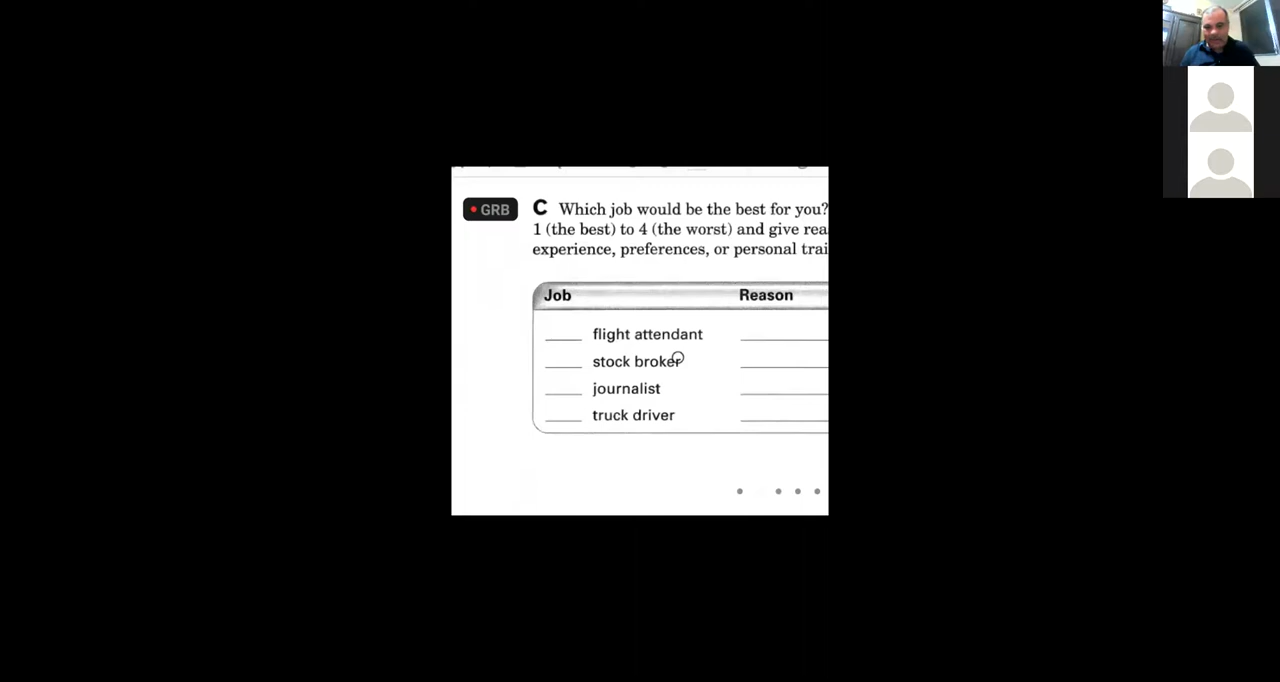 GRB
C Which job would be the best for you?
1 (the best) to 4 (the worst) and give rea
experience, preferences, or personal trai
Job Reason
flight attendant
stock broker
journalist
truck driver